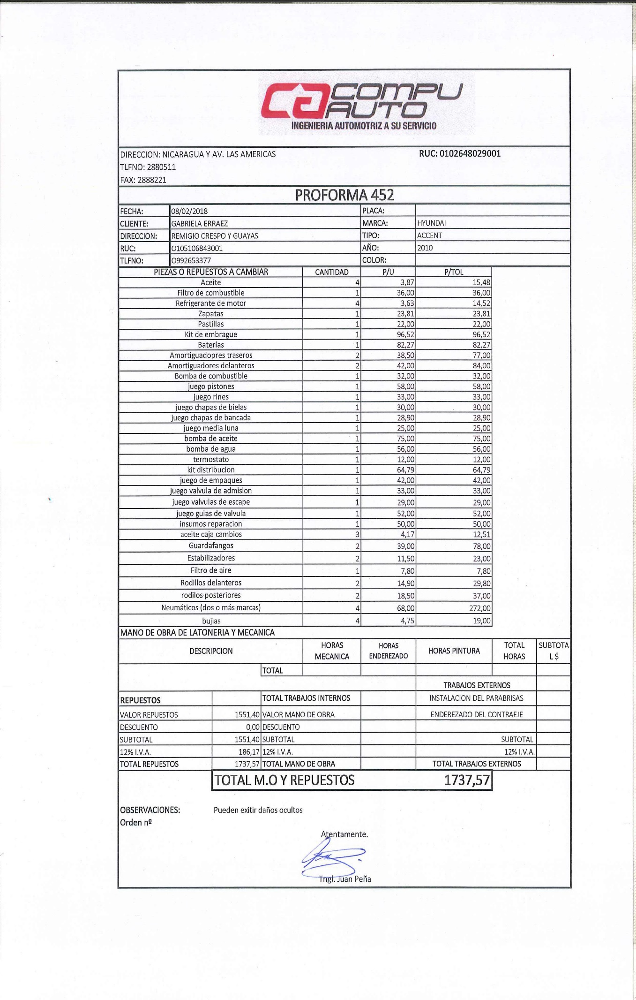 COMPU
AUTO
INGENIERIA AUTOMOTRIZ A SU SERVICIO
DIRECCION: NICARAGUA Y AV. LAS AMERICAS RUC: 0102648029001
TLFNO: 2880511
FAX: 2888221
PROFORMA 452
FECHA: 08/02/2018 PLACA:
CLIENTE: GABRIELA ERRAEZ MARCA: HYUNDAI
DIRECCION: REMIGIO CRESPO Y GUAYAS TIPO: ACCENT
RUC: O105106843001 AÑO: 2010
TLFNO: O992653377 COLOR:
PIEZAS O REPUESTOS A CAMBIAR CANTIDAD P/U P/TOL
Aceite 4 3,87 15,48
Filtro de combustible 1 36,00 36,00
Refrigerante de motor 4 3,63 14,52
Zapatas 1 23,81 23,81
Pastillas 1 22,00 22,00
Kit de embrague 1 96,52 96,52
Baterías 1 82,27 82,27
Amortiguadopres traseros 2 38,50 77,00
Amortiguadores delanteros 2 42,00 84,00
Bomba de combustible 1 32,00 32,00
juego pistones 1 58,00 58,00
juego rines 1 33,00 33,00
juego chapas de bielas 1 30,00 30,00
juego chapas de bancada 1 28,90 28,90
juego media luna 1 25,00 25,00
bomba de aceite 1 75,00 75,00
bomba de agua 1 56,00 56,00
termostato 1 12,00 12,00
kit distribucion 1 64,79 64,79
juego de empaques 1 42,00 42,00
juego valvula de admision 1 33,00 33,00
juego valvulas de escape 1 29,00 29,00
juego guias de valvula 1 52,00 52,00
insumos reparacion 1 50,00 50,00
aceite caja cambios 3 4,17 12,51
Guardafangos 2 39,00 78,00
Estabilizadores 2 11,50 23,00
Filtro de aire 1 7,80 7,80
Rodillos delanteros 2 14,90 29,80
rodilos posteriores 2 18,50 37,00
Neumáticos (dos o más marcas) 4 68,00 272,00
bujias 4 4,75 19,00
MANO DE OBRA DE LATONERIA Y MECANICA
DESCRIPCION HORAS MECANICA HORAS ENDEREZADO HORAS PINTURA TOTAL HORAS SUBTOTA L $
TOTAL
TRABAJOS EXTERNOS
REPUESTOS TOTAL TRABAJOS INTERNOS INSTALACION DEL PARABRISAS
VALOR REPUESTOS 1551,40 VALOR MANO DE OBRA ENDEREZADO DEL CONTRAEJE
DESCUENTO 0,00 DESCUENTO
SUBTOTAL 1551,40 SUBTOTAL SUBTOTAL
12% I.V.A. 186,17 12% I.V.A. 12% I.V.A.
TOTAL REPUESTOS 1737,57 TOTAL MANO DE OBRA TOTAL TRABAJOS EXTERNOS
TOTAL M.O Y REPUESTOS 1737,57
OBSERVACIONES: Pueden exitir daños ocultos
Orden nº
Atentamente.
Tngl. Juan Peña